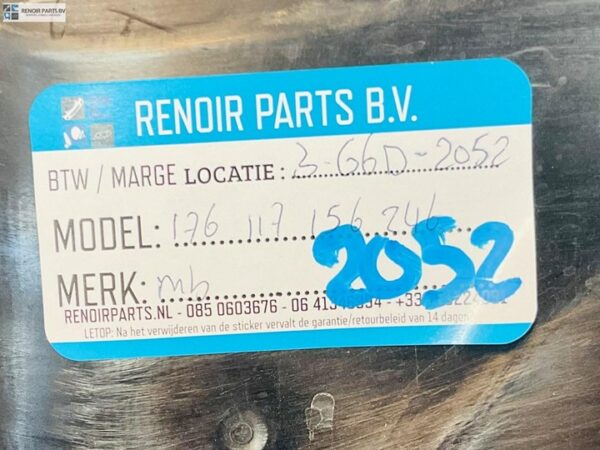 RENOIR PARTS BV
RENOIR PARTS B.V.
BTW / MARGE LOCATIE : 3-G6D-2052
MODEL: 176 117 156 246
MERK: mb
2052
RENOIRPARTS.NL - 085 0603676 - 06
LETOP: Na het verwijderen van de sticker vervalt de garantie/retourbeleid van 14 dagen